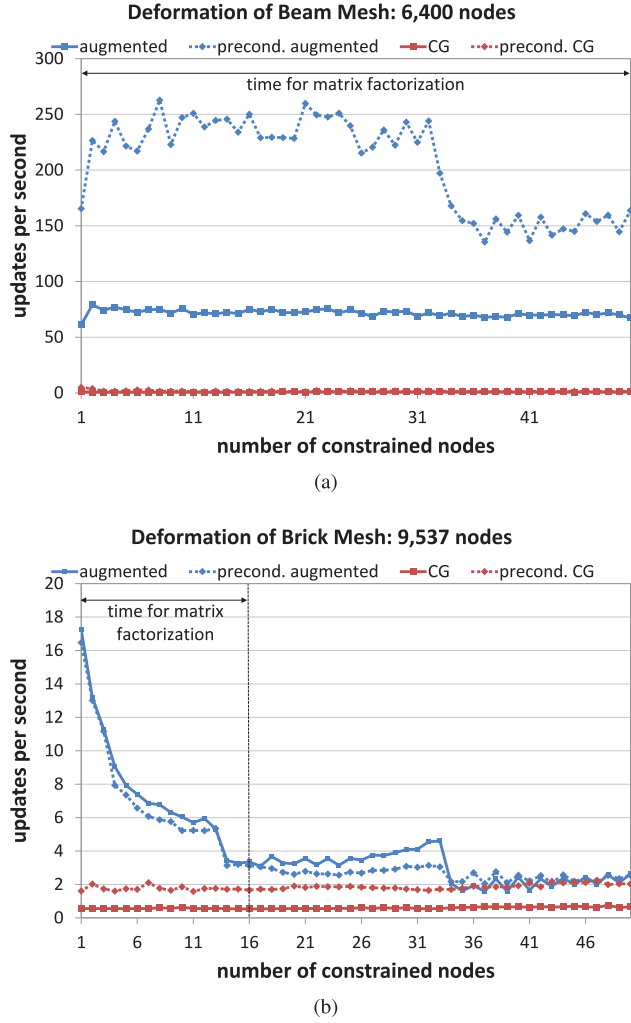 Deformation of Beam Mesh: 6,400 nodes
augmented precond. augmented CG precond. CG
300
time for matrix factorization
250
200
150
100
50
0
updates per second
1 11 21 31 41
number of constrained nodes
(a)
Deformation of Brick Mesh: 9,537 nodes
augmented precond. augmented CG precond. CG
20
18
time for matrix
factorization
16
14
12
10
8
6
4
2
0
updates per second
1 6 11 16 21 26 31 36 41 46
number of constrained nodes
(b)